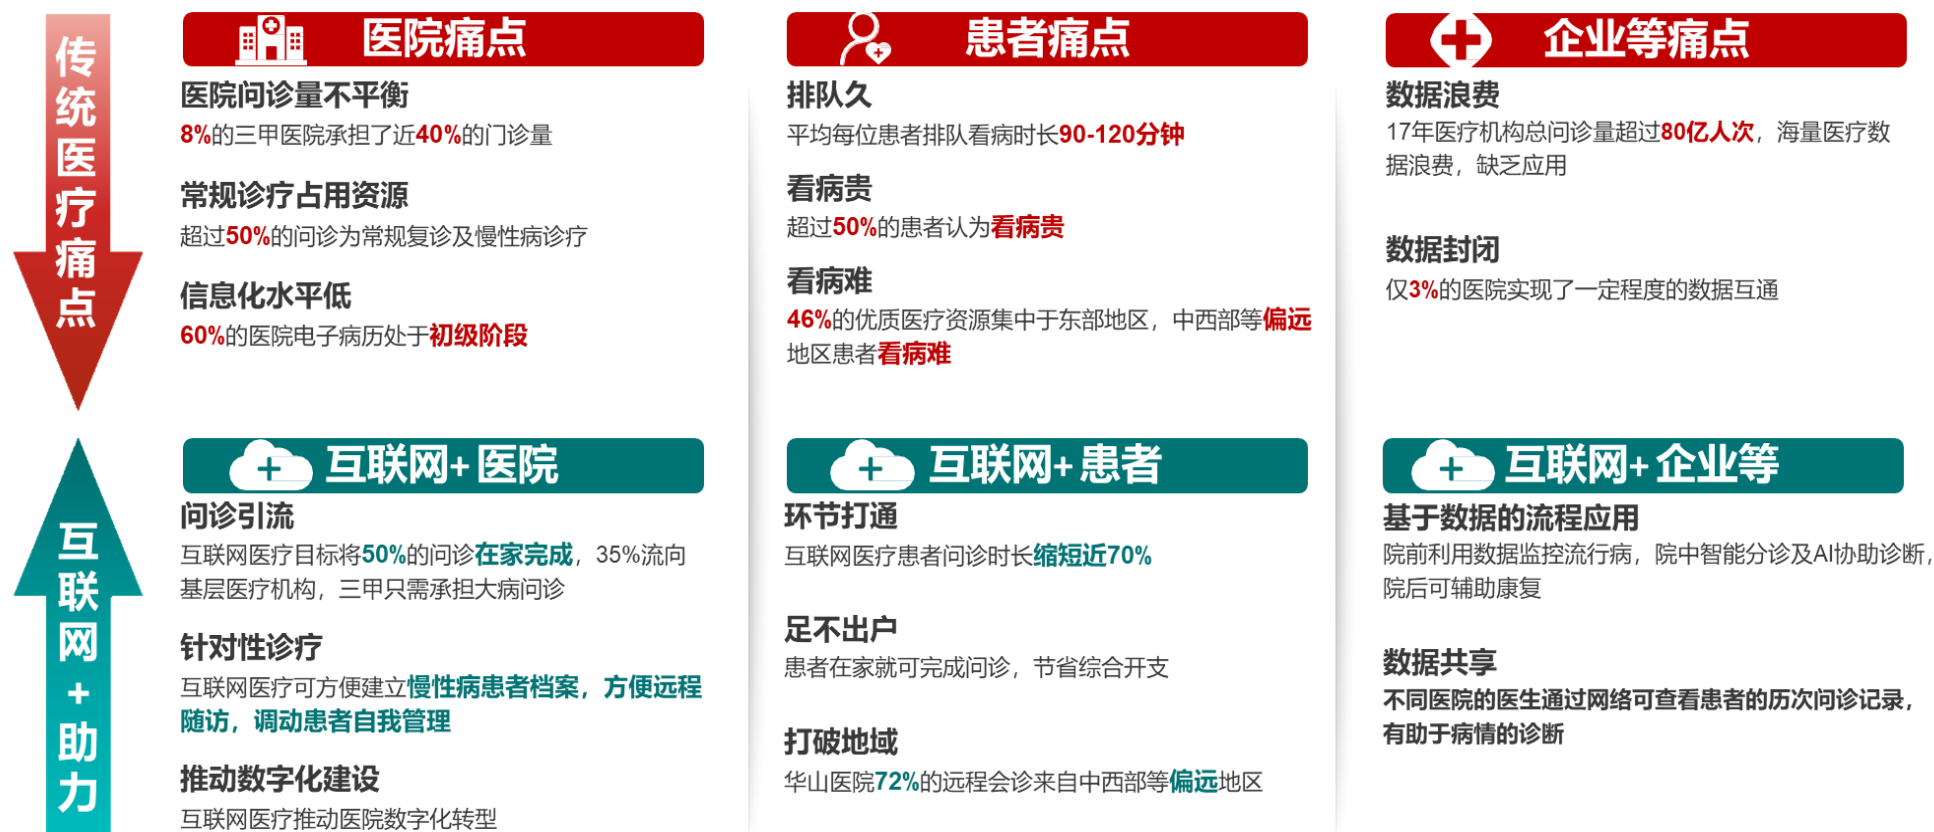 传统医疗痛点
医院痛点
医院问诊量不平衡
8%的三甲医院承担了近40%的门诊量
常规诊疗占用资源
超过50%的问诊为常规复诊及慢性病诊疗
信息化水平低
60%的医院电子病历处于初级阶段
患者痛点
排队久
平均每位患者排队看病时长90-120分钟
看病贵
超过50%的患者认为看病贵
看病难
46%的优质医疗资源集中于东部地区，中西部等偏远
地区患者看病难
企业等痛点
数据浪费
17年医疗机构总问诊量超过80亿人次，海量医疗数
据浪费，缺乏应用
数据封闭
仅3%的医院实现了一定程度的数据互通
互联网+助力
互联网+医院
问诊引流
互联网医疗目标将50%的问诊在家完成，35%流向
基层医疗机构，三甲只需承担大病问诊
针对性诊疗
互联网医疗可方便建立慢性病患者档案，方便远程
随访，调动患者自我管理
推动数字化建设
互联网医疗推动医院数字化转型
互联网+患者
环节打通
互联网医疗患者问诊时长缩短近70%
足不出户
患者在家就可完成问诊，节省综合开支
打破地域
华山医院72%的远程会诊来自中西部等偏远地区
互联网+企业等
基于数据的流程应用
院前利用数据监控流行病，院中智能分诊及AI协助诊断，
院后可辅助康复
数据共享
不同医院的医生通过网络可查看患者的历次问诊记录，
有助于病情的诊断